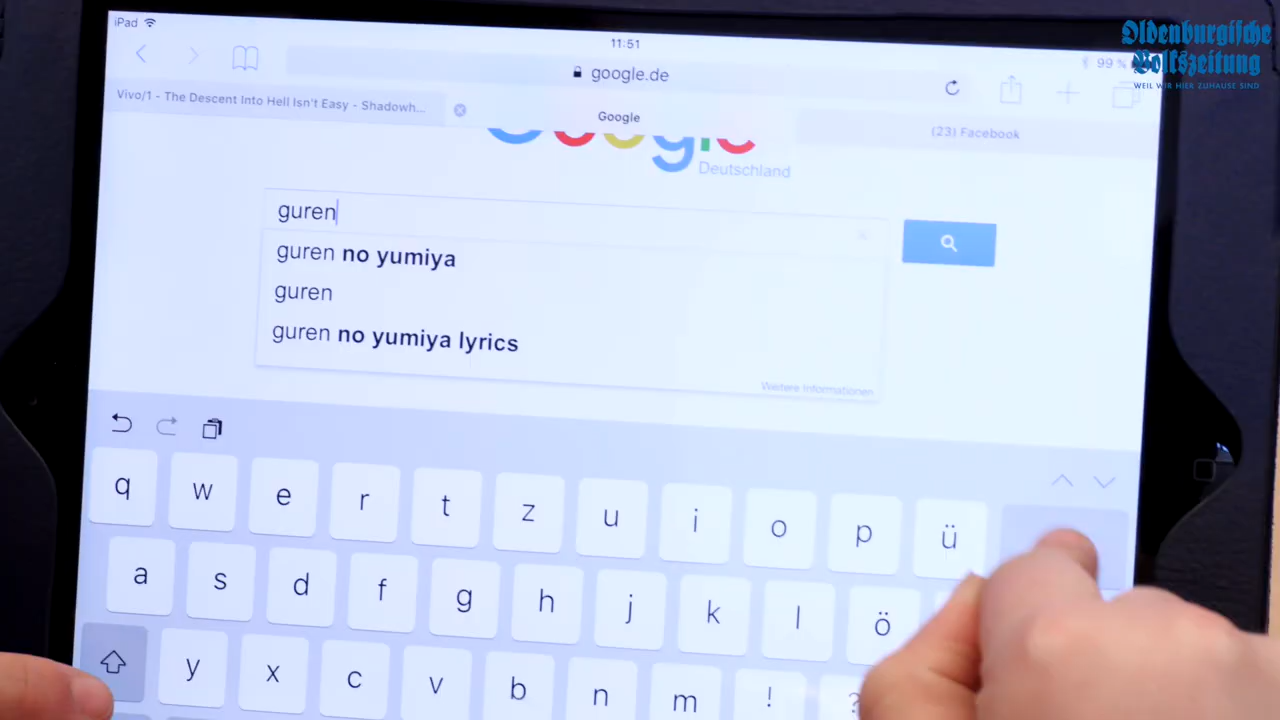 iPad
11:51
99 %
Oldenburgische
Volkszeitung
WEIL WIR HIER ZUHAUSE SIND
google.de
Vivo/1 - The Descent Into Hell Isn't Easy - Shadowh...
Google
(23) Facebook
Google
Deutschland
guren
guren no yumiya
guren
guren no yumiya lyrics
Weitere Informationen
q w e r t z u i o p ü
a s d f g h j k l ö
y x c v b n m ! ?